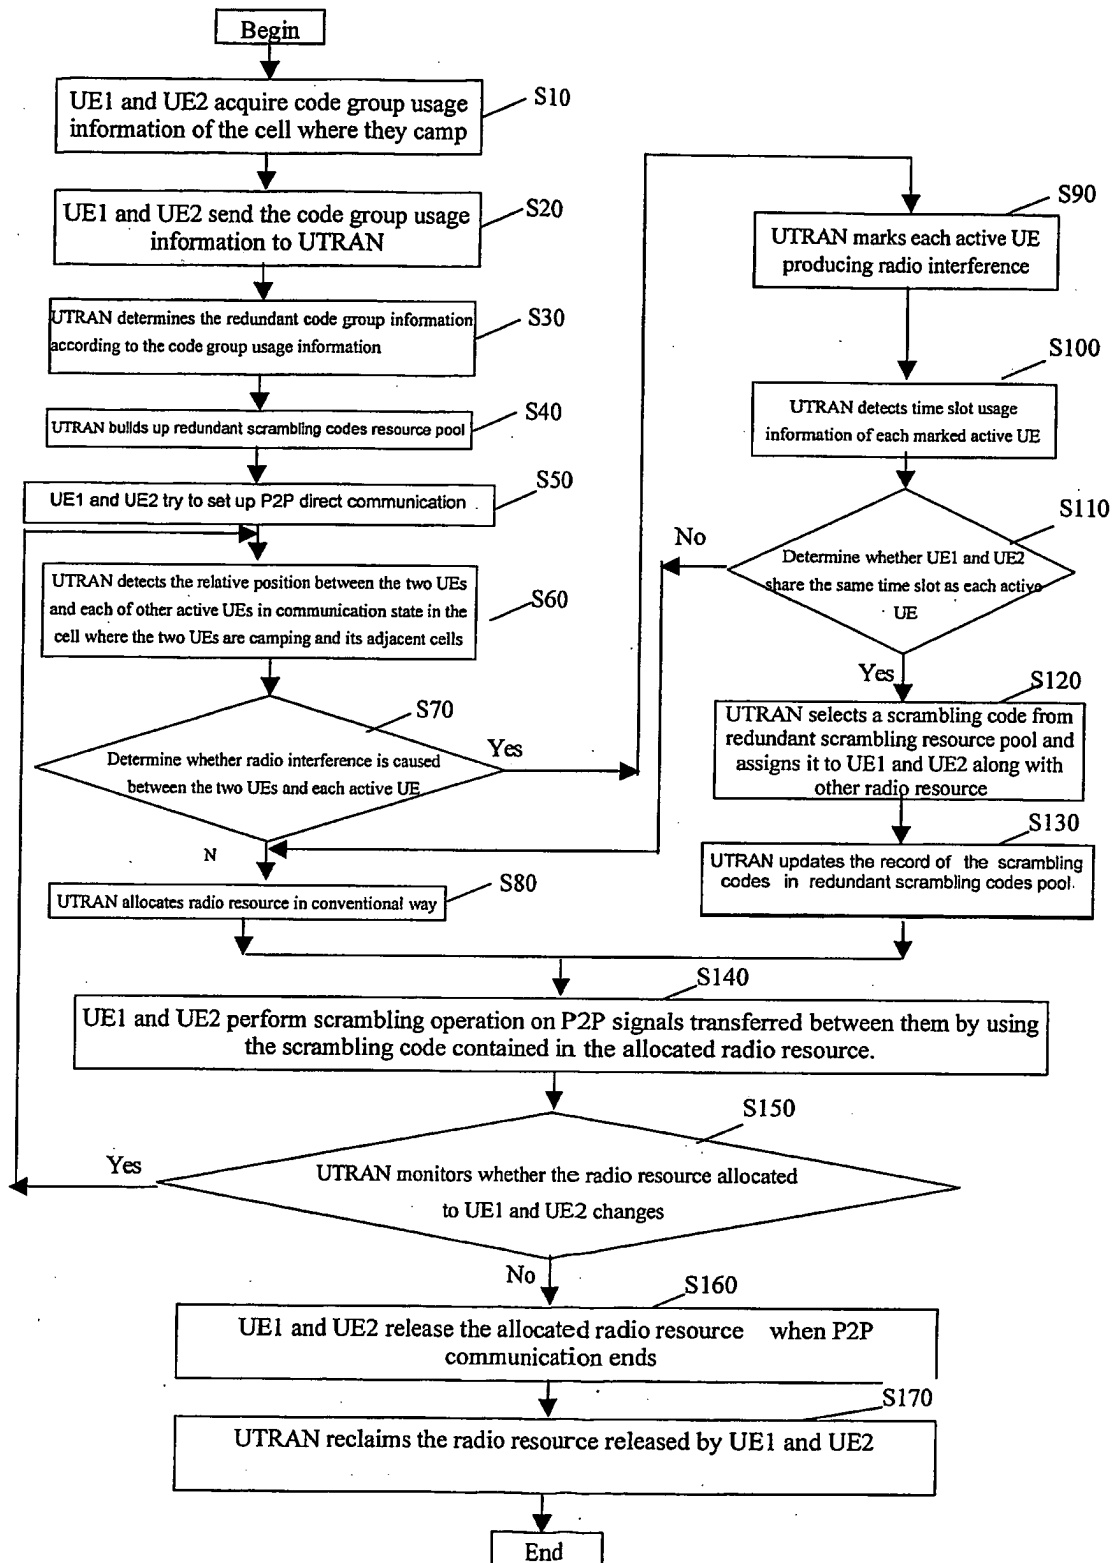 Begin
UE1 and UE2 acquire code group usage
information of the cell where they camp
S10
UE1 and UE2 send the code group usage
information to UTRAN
S20
UTRAN determines the redundant code group information
according to the code group usage information
S30
UTRAN builds up redundant scrambling codes resource pool
S40
UE1 and UE2 try to set up P2P direct communication
S50
UTRAN detects the relative position between the two UEs
and each of other active UEs in communication state in the
cell where the two UEs are camping and its adjacent cells
S60
S70
Determine whether radio interference is caused
between the two UEs and each active UE
Yes
N
UTRAN allocates radio resource in conventional way
S80
S90
UTRAN marks each active UE
producing radio interference
S100
UTRAN detects time slot usage
information of each marked active UE
S110
No
Determine whether UE1 and UE2
share the same time slot as each active
UE
Yes
S120
UTRAN selects a scrambling code from
redundant scrambling resource pool and
assigns it to UE1 and UE2 along with
other radio resource
S130
UTRAN updates the record of the scrambling
codes in redundant scrambling codes pool.
S140
UE1 and UE2 perform scrambling operation on P2P signals transferred between them by using
the scrambling code contained in the allocated radio resource.
S150
Yes
UTRAN monitors whether the radio resource allocated
to UE1 and UE2 changes
No
S160
UE1 and UE2 release the allocated radio resource when P2P
communication ends
S170
UTRAN reclaims the radio resource released by UE1 and UE2
End